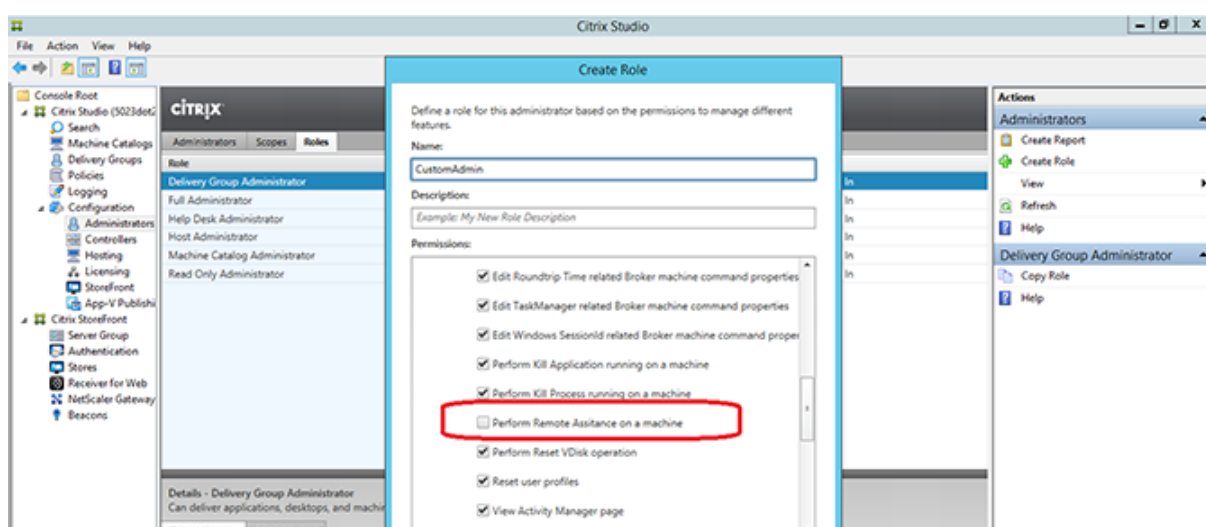 Citrix Studio
File Action View Help
Console Root
Citrix Studio (5023det2
Search
Machine Catalogs
Delivery Groups
Policies
Logging
Configuration
Administrators
Controllers
Hosting
Licensing
StoreFront
App-V Publishi
Citrix StoreFront
Server Group
Authentication
Stores
Receiver for Web
NetScaler Gateway
Beacons
CİTRIX
Administrators Scopes Roles
Role
Delivery Group Administrator
Full Administrator
Help Desk Administrator
Host Administrator
Machine Catalog Administrator
Read Only Administrator
In
In
In
In
In
In
Details - Delivery Group Administrator
Can deliver applications, desktops, and machin
Create Role
Define a role for this administrator based on the permissions to manage different
features.
Name:
CustomAdmin
Description:
Example: My New Role Description
Permissions:
Edit Roundtrip Time related Broker machine command properties
Edit TaskManager related Broker machine command properties
Edit Windows SessionId related Broker machine command proper
Perform Kill Application running on a machine
Perform Kill Process running on a machine
Perform Remote Assitance on a machine
Perform Reset VDisk operation
Reset user profiles
View Activity Manager page
Actions
Administrators
Create Report
Create Role
View
Refresh
Help
Delivery Group Administrator
Copy Role
Help